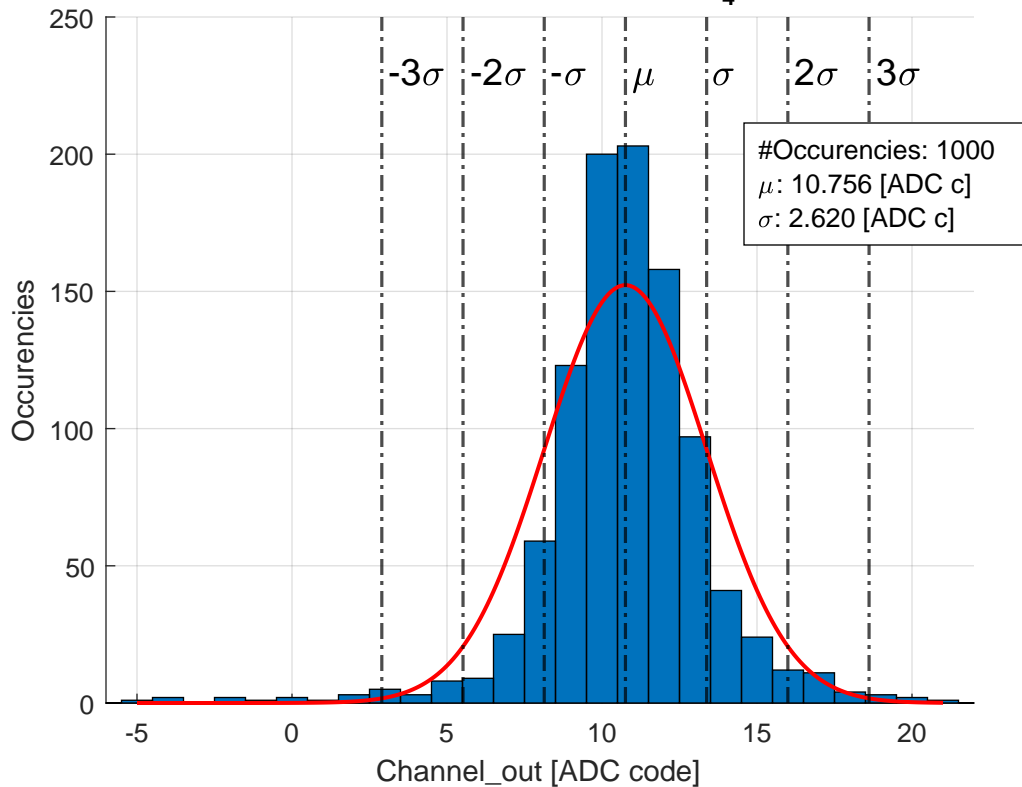 4
250
200
150
100
50
0
-3σ -2σ -σ μ σ 2σ 3σ
#Occurencies: 1000
μ: 10.756 [ADC c]
σ: 2.620 [ADC c]
Occurencies
-5 0 5 10 15 20
Channel_out [ADC code]